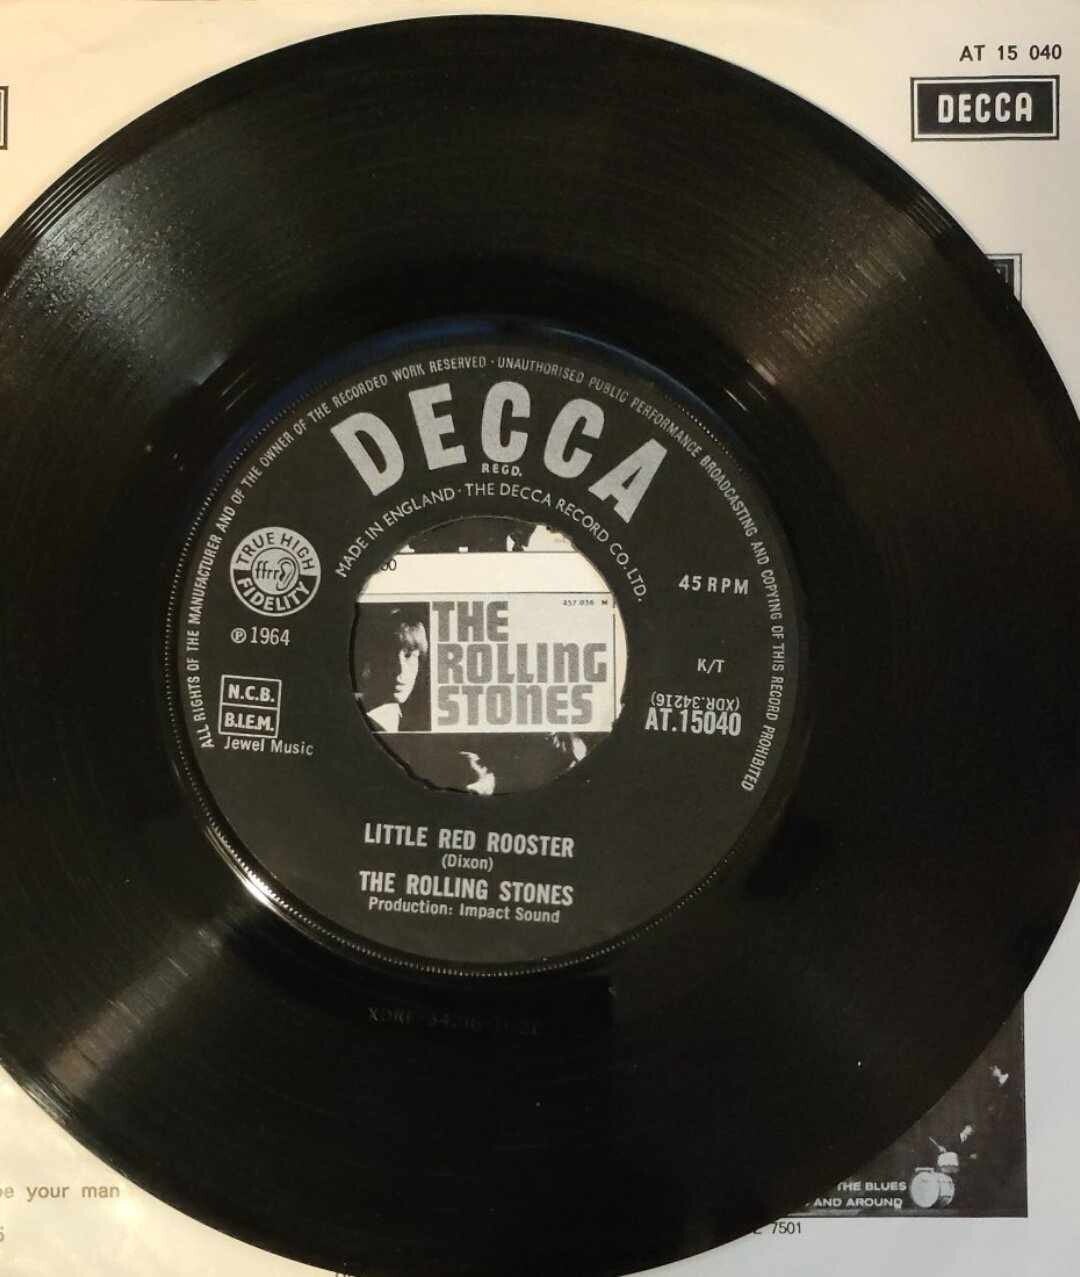 AT 15 040
DECCA
ALL RIGHTS OF THE MANUFACTURER AND OF THE OWNER OF THE RECORDED WORK RESERVED · UNAUTHORISED PUBLIC PERFORMANCE BROADCASTING AND COPYING OF THIS RECORD PROHIBITED
DECCA
REGD.
MADE IN ENGLAND · THE DECCA RECORD CO. LTD.
TRUE HIGH
ffrr
FIDELITY
℗ 1964
N.C.B.
B.I.E.M.
Jewel Music
457.036 M
THE
ROLLING
STONES
45 RPM
K/T
(XDR.34216)
AT.15040
LITTLE RED ROOSTER
(Dixon)
THE ROLLING STONES
Production: Impact Sound
your man
THE BLUES
AND AROUND
7501